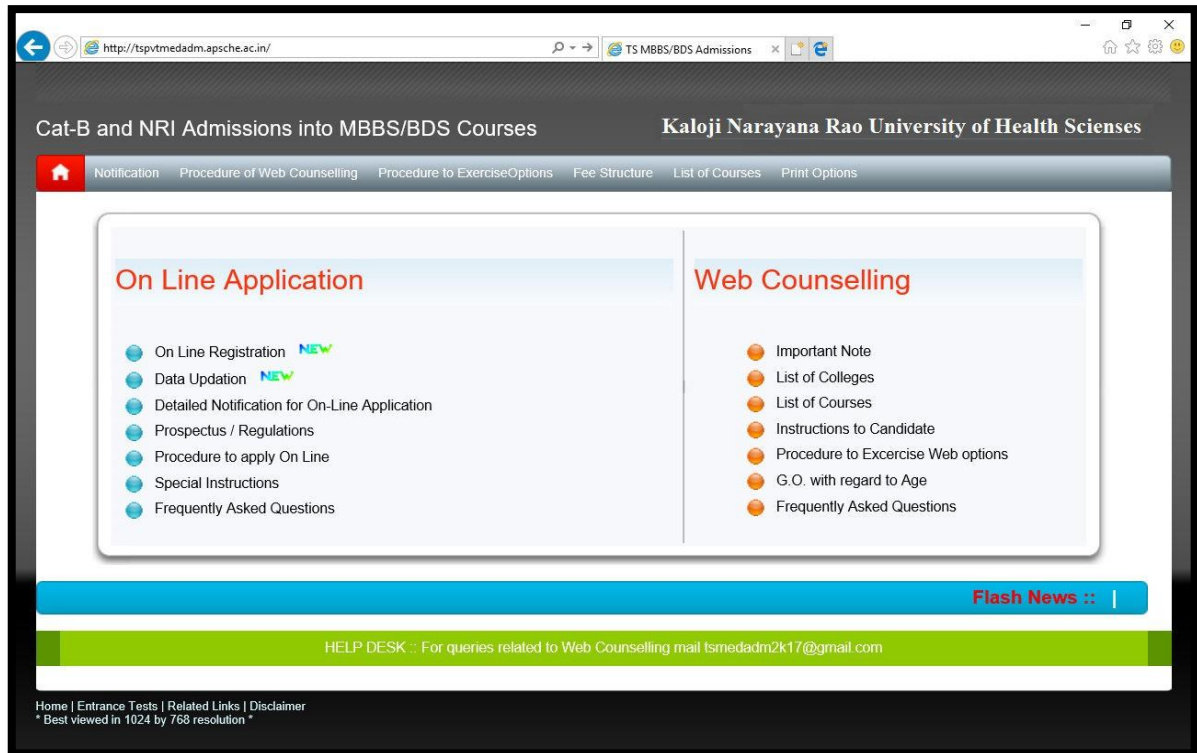 http://tspvtmedadm.apsche.ac.in/
TS MBBS/BDS Admissions
Cat-B and NRI Admissions into MBBS/BDS Courses
Kaloji Narayana Rao University of Health Scienses
Notification Procedure of Web Counselling Procedure to ExerciseOptions Fee Structure List of Courses Print Options
On Line Application
On Line Registration NEW
Data Updation NEW
Detailed Notification for On-Line Application
Prospectus / Regulations
Procedure to apply On Line
Special Instructions
Frequently Asked Questions
Web Counselling
Important Note
List of Colleges
List of Courses
Instructions to Candidate
Procedure to Excercise Web options
G.O. with regard to Age
Frequently Asked Questions
Flash News :: |
HELP DESK :: For queries related to Web Counselling mail tsmedadm2k17@gmail.com
Home | Entrance Tests | Related Links | Disclaimer
* Best viewed in 1024 by 768 resolution *